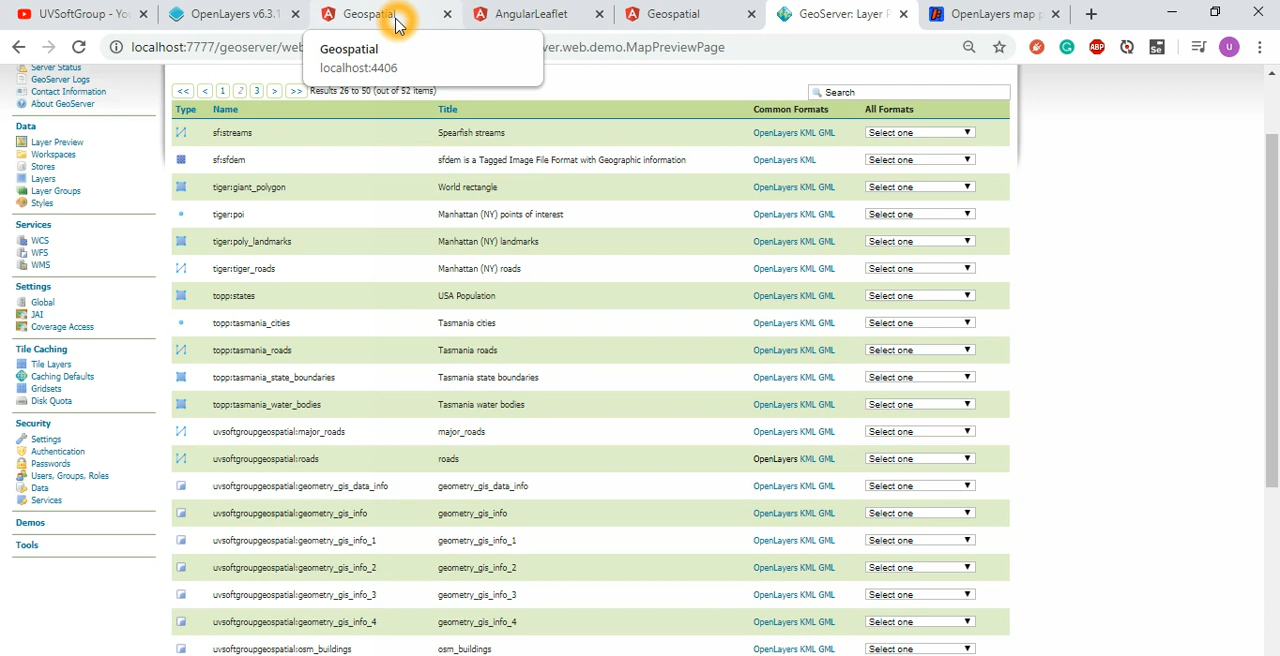 UVSoftGroup - Yo
OpenLayers v6.3.1
Geospatial
AngularLeaflet
Geospatial
GeoServer: Layer P
OpenLayers map p
localhost:7777/geoserver/web
ver.web.demo.MapPreviewPage
ABP
Se
U
Geospatial
localhost:4406
Server Status
GeoServer Logs
Contact Information
About GeoServer
Data
Layer Preview
Workspaces
Stores
Layers
Layer Groups
Styles
Services
WCS
WFS
WMS
Settings
Global
JAI
Coverage Access
Tile Caching
Tile Layers
Caching Defaults
Gridsets
Disk Quota
Security
Settings
Authentication
Passwords
Users, Groups, Roles
Data
Services
Demos
Tools
<< < 1 2 3 > >> Results 26 to 50 (out of 52 items)
Search
Type Name Title Common Formats All Formats
sf:streams Spearfish streams OpenLayers KML GML Select one
sf:sfdem sfdem is a Tagged Image File Format with Geographic information OpenLayers KML Select one
tiger:giant_polygon World rectangle OpenLayers KML GML Select one
tiger:poi Manhattan (NY) points of interest OpenLayers KML GML Select one
tiger:poly_landmarks Manhattan (NY) landmarks OpenLayers KML GML Select one
tiger:tiger_roads Manhattan (NY) roads OpenLayers KML GML Select one
topp:states USA Population OpenLayers KML GML Select one
topp:tasmania_cities Tasmania cities OpenLayers KML GML Select one
topp:tasmania_roads Tasmania roads OpenLayers KML GML Select one
topp:tasmania_state_boundaries Tasmania state boundaries OpenLayers KML GML Select one
topp:tasmania_water_bodies Tasmania water bodies OpenLayers KML GML Select one
uvsoftgroupgeospatial:major_roads major_roads OpenLayers KML GML Select one
uvsoftgroupgeospatial:roads roads OpenLayers KML GML Select one
uvsoftgroupgeospatial:geometry_gis_data_info geometry_gis_data_info OpenLayers KML GML Select one
uvsoftgroupgeospatial:geometry_gis_info geometry_gis_info OpenLayers KML GML Select one
uvsoftgroupgeospatial:geometry_gis_info_1 geometry_gis_info_1 OpenLayers KML GML Select one
uvsoftgroupgeospatial:geometry_gis_info_2 geometry_gis_info_2 OpenLayers KML GML Select one
uvsoftgroupgeospatial:geometry_gis_info_3 geometry_gis_info_3 OpenLayers KML GML Select one
uvsoftgroupgeospatial:geometry_gis_info_4 geometry_gis_info_4 OpenLayers KML GML Select one
uvsoftgroupgeospatial:osm_buildings osm_buildings OpenLayers KML GML Select one